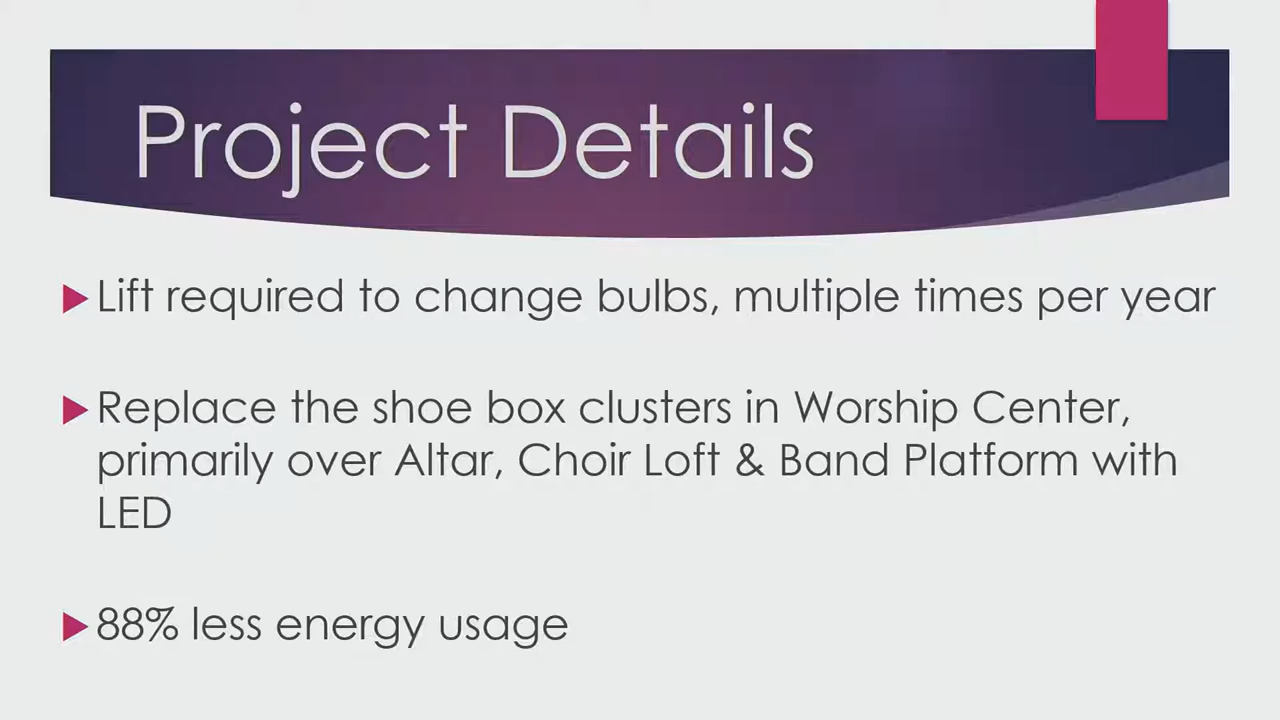 Project Details
Lift required to change bulbs, multiple times per year
Replace the shoe box clusters in Worship Center,
primarily over Altar, Choir Loft & Band Platform with
LED
88% less energy usage